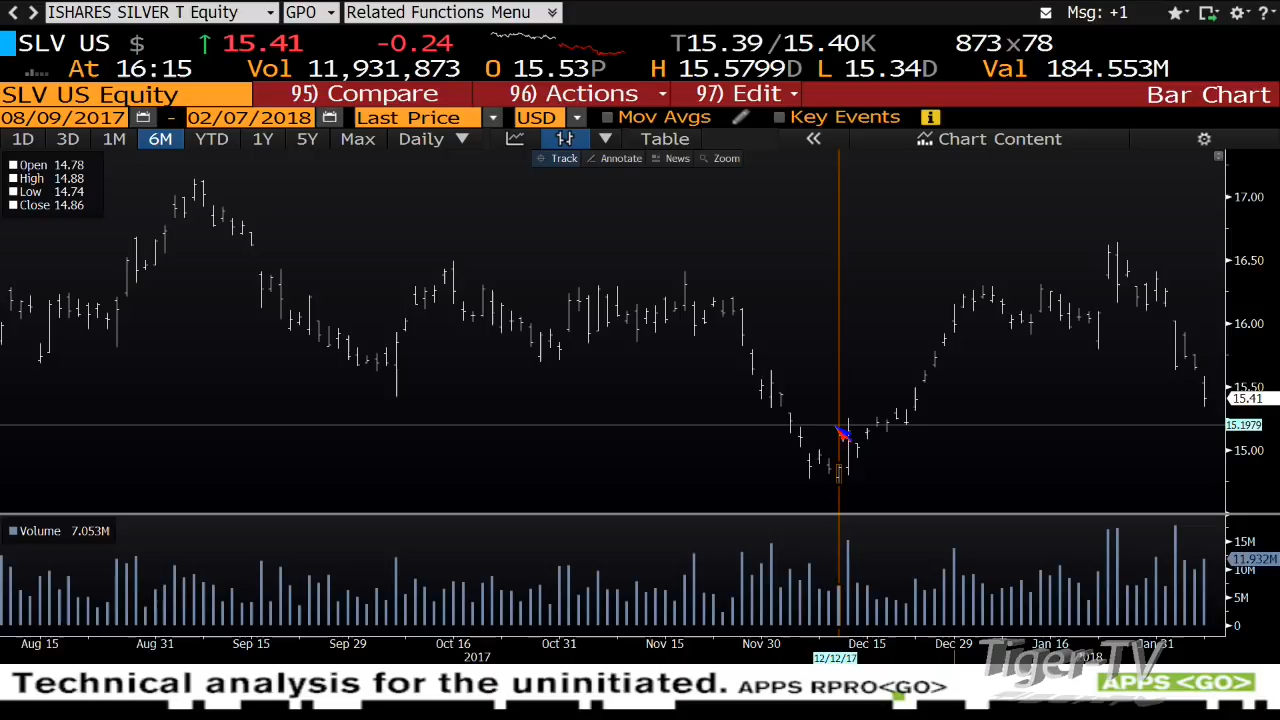 ISHARES SILVER T Equity GPO Related Functions Menu Msg: +1 ?
SLV US $ ↑ 15.41 -0.24 T15.39/15.40K 873x78
At 16:15 Vol 11,931,873 O 15.53P H 15.5799D L 15.34D Val 184.553M
SLV US Equity 95) Compare 96) Actions 97) Edit Bar Chart
08/09/2017 - 02/07/2018 Last Price USD Mov Avgs Key Events i
1D 3D 1M 6M YTD 1Y 5Y Max Daily Table « Chart Content
Track Annotate News Zoom
Open 14.78
High 14.88
Low 14.74
Close 14.86
17.00
16.50
16.00
15.50
15.41
15.1979
15.00
Volume 7.053M
15M
11.932M
10M
5M
0
Aug 15 Aug 31 Sep 15 Sep 29 Oct 16 Oct 31 Nov 15 Nov 30 Dec 15 Dec 29 Jan 16 Jan 31
2017 12/12/17 2018
Tiger TV
Technical analysis for the uninitiated. APPS RPRO<GO> APPS <GO>